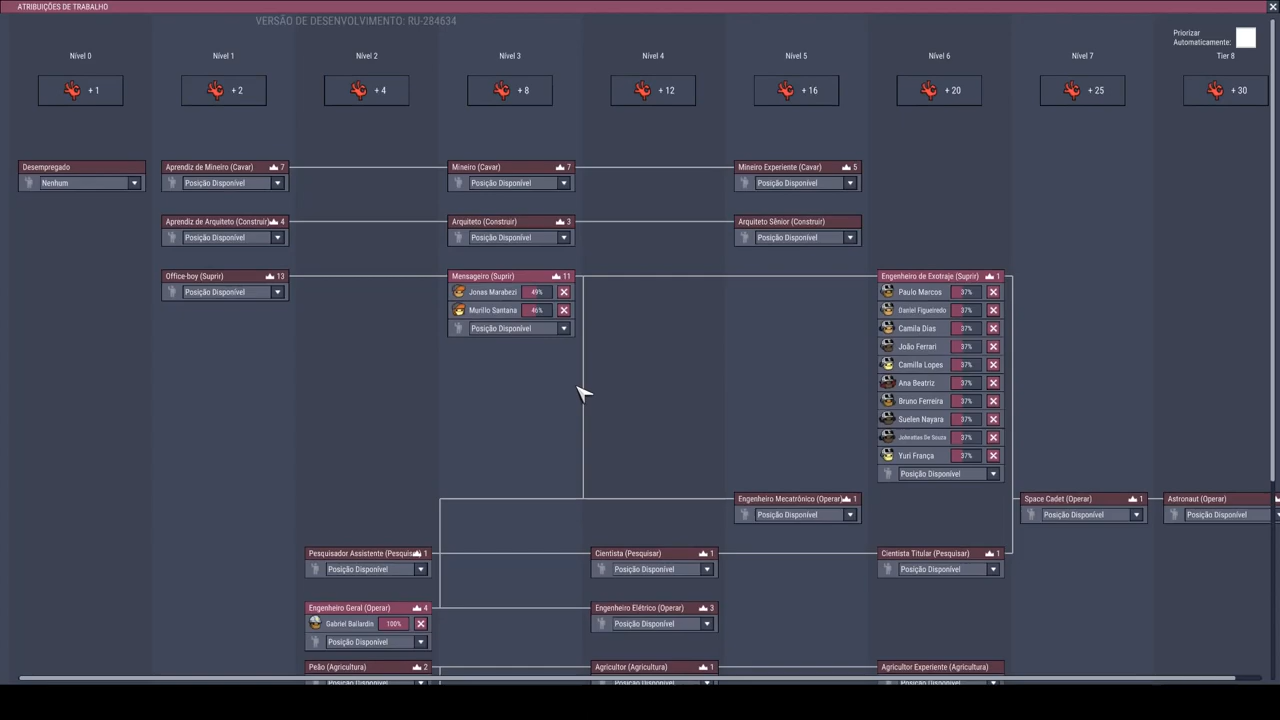 ATRIBUIÇÕES DE TRABALHO
VERSÃO DE DESENVOLVIMENTO: RU-284634
Priorizar
Automaticamente:
Nível 0
Nível 1
Nível 2
Nível 3
Nível 4
Nível 5
Nível 6
Nível 7
Tier 8
+ 1
+ 2
+ 4
+ 8
+ 12
+ 16
+ 20
+ 25
+ 30
Desempregado
Nenhum
Aprendiz de Mineiro (Cavar) 7
Posição Disponível
Mineiro (Cavar) 7
Posição Disponível
Mineiro Experiente (Cavar) 5
Posição Disponível
Aprendiz de Arquiteto (Construir) 4
Posição Disponível
Arquiteto (Construir) 3
Posição Disponível
Arquiteto Sênior (Construir)
Posição Disponível
Office-boy (Suprir) 13
Posição Disponível
Mensageiro (Suprir) 11
Jonas Marabezi 49%
Murillo Santana 46%
Posição Disponível
Engenheiro de Exotraje (Suprir) 1
Paulo Marcos 37%
Daniel Figueiredo 37%
Camila Dias 37%
João Ferrari 37%
Camilla Lopes 37%
Ana Beatriz 37%
Bruno Ferreira 37%
Suelen Nayara 37%
Johnatlas De Souza 37%
Yuri França 37%
Posição Disponível
Engenheiro Mecatrônico (Operar) 1
Posição Disponível
Space Cadet (Operar) 1
Posição Disponível
Astronaut (Operar)
Posição Disponível
Pesquisador Assistente (Pesquisar 1
Posição Disponível
Cientista (Pesquisar) 1
Posição Disponível
Cientista Titular (Pesquisar) 1
Posição Disponível
Engenheiro Geral (Operar) 4
Gabriel Ballardin 100%
Posição Disponível
Engenheiro Elétrico (Operar) 3
Posição Disponível
Peão (Agricultura) 2
Posição Disponível
Agricultor (Agricultura) 1
Posição Disponível
Agricultor Experiente (Agricultura)
Posição Disponível